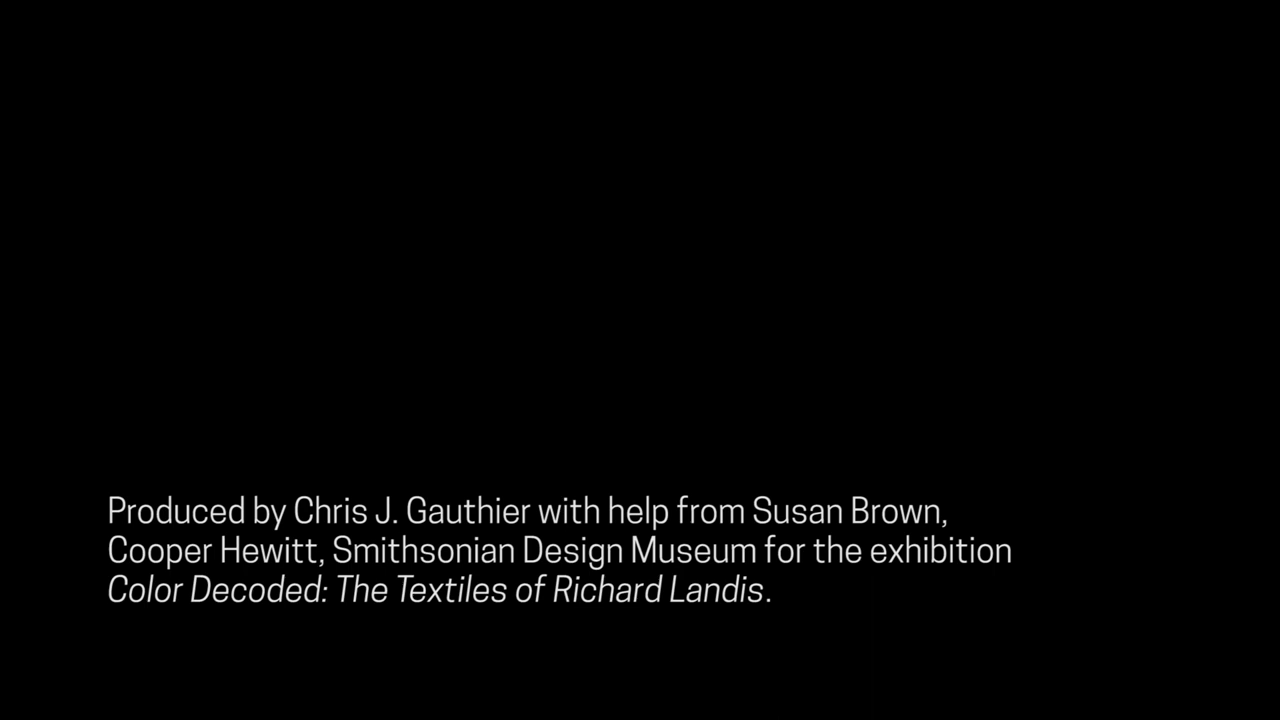 Produced by Chris J. Gauthier with help from Susan Brown,
Cooper Hewitt, Smithsonian Design Museum for the exhibition
Color Decoded: The Textiles of Richard Landis.